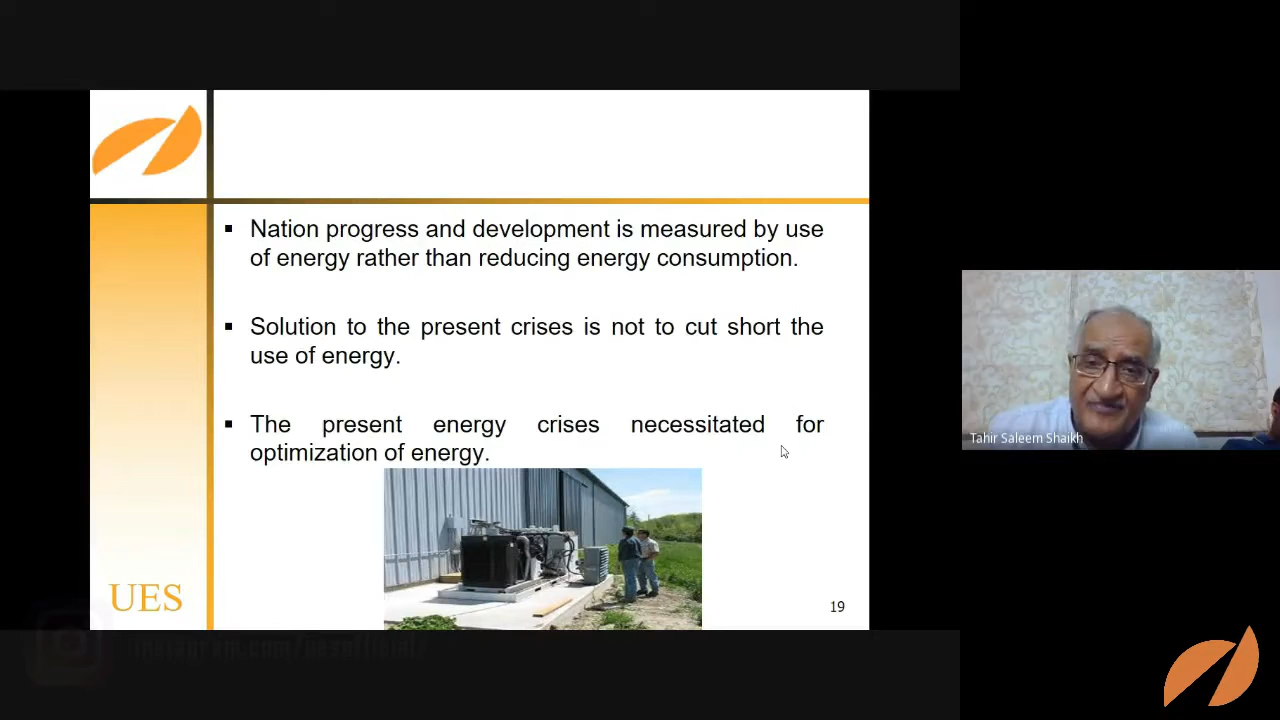 ▪ Nation progress and development is measured by use
of energy rather than reducing energy consumption.
▪ Solution to the present crises is not to cut short the
use of energy.
▪ The present energy crises necessitated for
optimization of energy.
UES
19
Tahir Saleem Shaikh